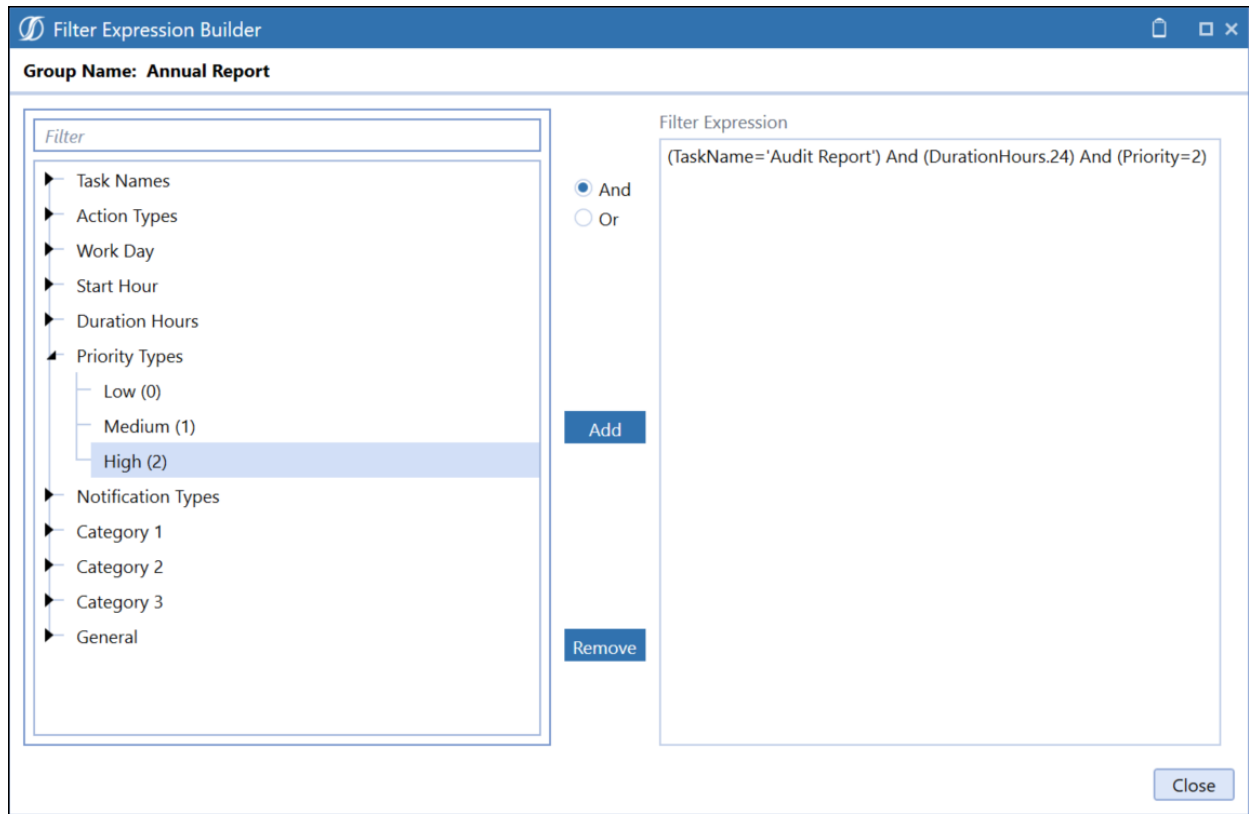 Filter Expression Builder
Group Name: Annual Report
Filter
Task Names
Action Types
Work Day
Start Hour
Duration Hours
Priority Types
Low (0)
Medium (1)
High (2)
Notification Types
Category 1
Category 2
Category 3
General
And
Or
Add
Remove
Filter Expression
(TaskName='Audit Report') And (DurationHours.24) And (Priority=2)
Close